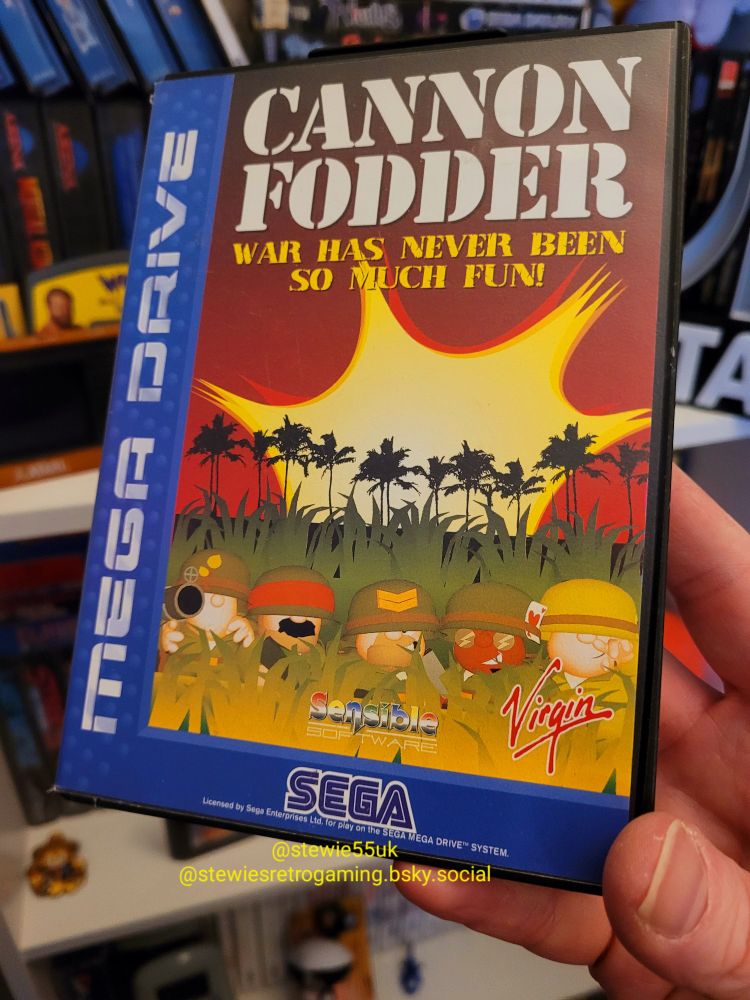 CANNON
FODDER
WAR HAS NEVER BEEN
SO MUCH FUN!
MEGA DRIVE
Sensible
SOFTWARE
Virgin
SEGA
Licensed by Sega Enterprises Ltd. for play on the SEGA MEGA DRIVE™ SYSTEM.
@stewie55uk
@stewiesretrogaming.bsky.social